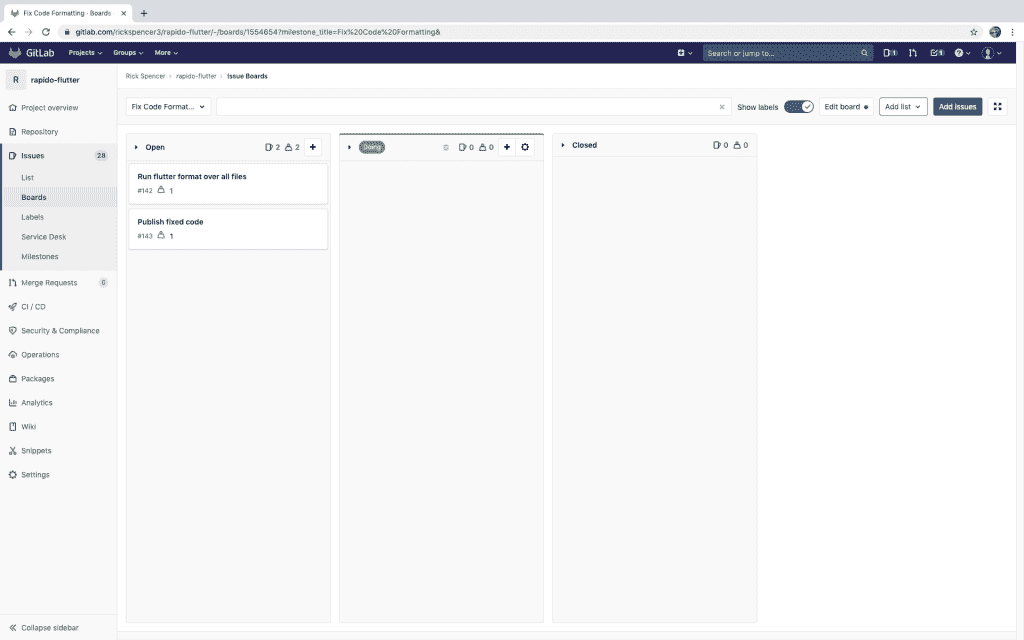 Fix Code Formatting · Boards
gitlab.com/rickspencer3/rapido-flutter/-/boards/1554654?milestone_title=Fix%20Code%20Formatting&
GitLab Projects Groups More Search or jump to... 1 1
R rapido-flutter
Rick Spencer › rapido-flutter › Issue Boards
Project overview
Repository
Issues 28
List
Boards
Labels
Service Desk
Milestones
Merge Requests 0
CI / CD
Security & Compliance
Operations
Packages
Analytics
Wiki
Snippets
Settings
Collapse sidebar
Fix Code Format... Show labels Edit board Add list Add issues
Open 2 2
Run flutter format over all files
#142 1
Publish fixed code
#143 1
Doing 0 0
Closed 0 0